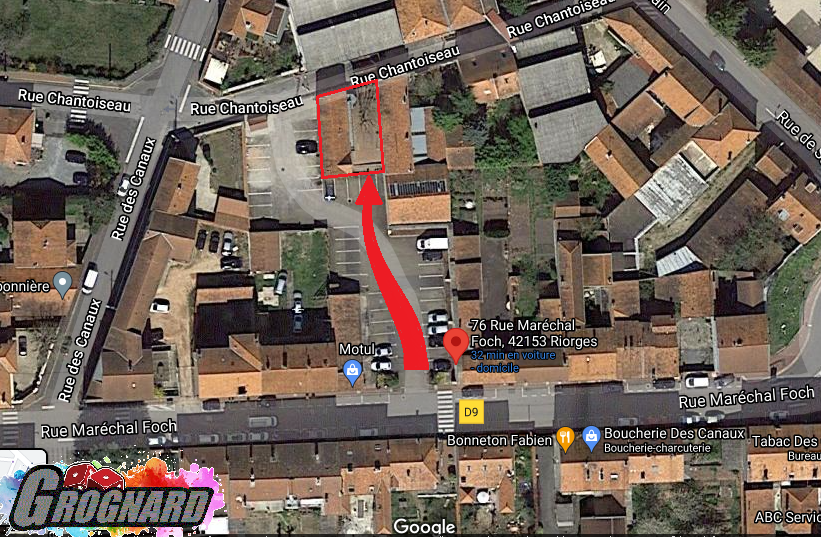 Rue Chantoiseau
Rue Chantoiseau
Rue Chantoiseau
Rue Chantoiseau
Rue de S
Rue des Canaux
onnière
Rue des Canaux
76 Rue Maréchal
Foch, 42153 Riorges
32 min en voiture
- domicile
Motul
Rue Maréchal Foch
D9
Rue Maréchal Foch
Bonneton Fabien
Boucherie Des Canaux
Boucherie-charcuterie
Tabac Des
Bureau
GROGNARD
Google
ABC Servic